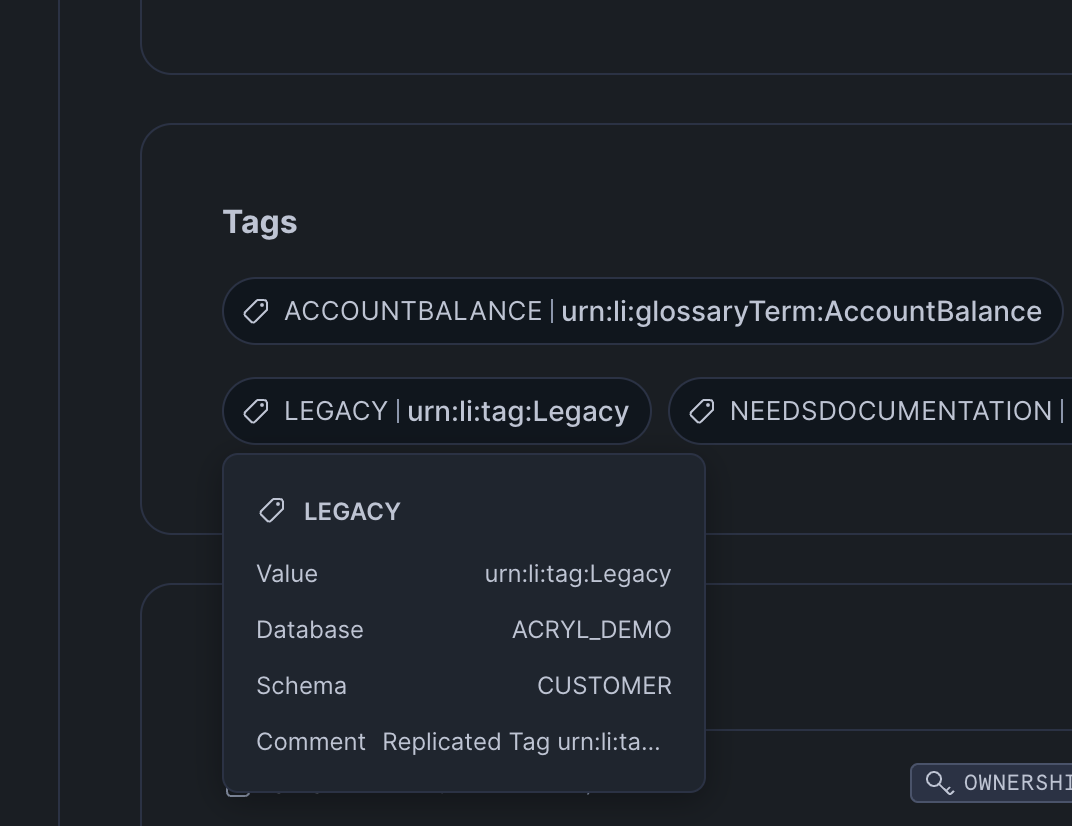 Tags
ACCOUNTBALANCE | urn:li:glossaryTerm:AccountBalance
LEGACY | urn:li:tag:Legacy NEEDSDOCUMENTATION |
LEGACY
Value urn:li:tag:Legacy
Database ACRYL_DEMO
Schema CUSTOMER
Comment Replicated Tag urn:li:ta...